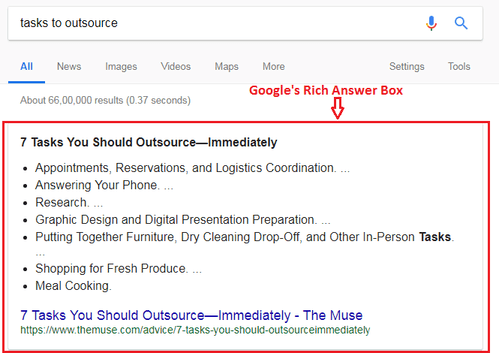 tasks to outsource
All News Images Videos Maps More Settings Tools
About 66,00,000 results (0.37 seconds)
Google's Rich Answer Box
7 Tasks You Should Outsource—Immediately
• Appointments, Reservations, and Logistics Coordination. ...
• Answering Your Phone. ...
• Research. ...
• Graphic Design and Digital Presentation Preparation. ...
• Putting Together Furniture, Dry Cleaning Drop-Off, and Other In-Person Tasks.
...
• Shopping for Fresh Produce. ...
• Meal Cooking.
7 Tasks You Should Outsource—Immediately - The Muse
https://www.themuse.com/advice/7-tasks-you-should-outsourceimmediately